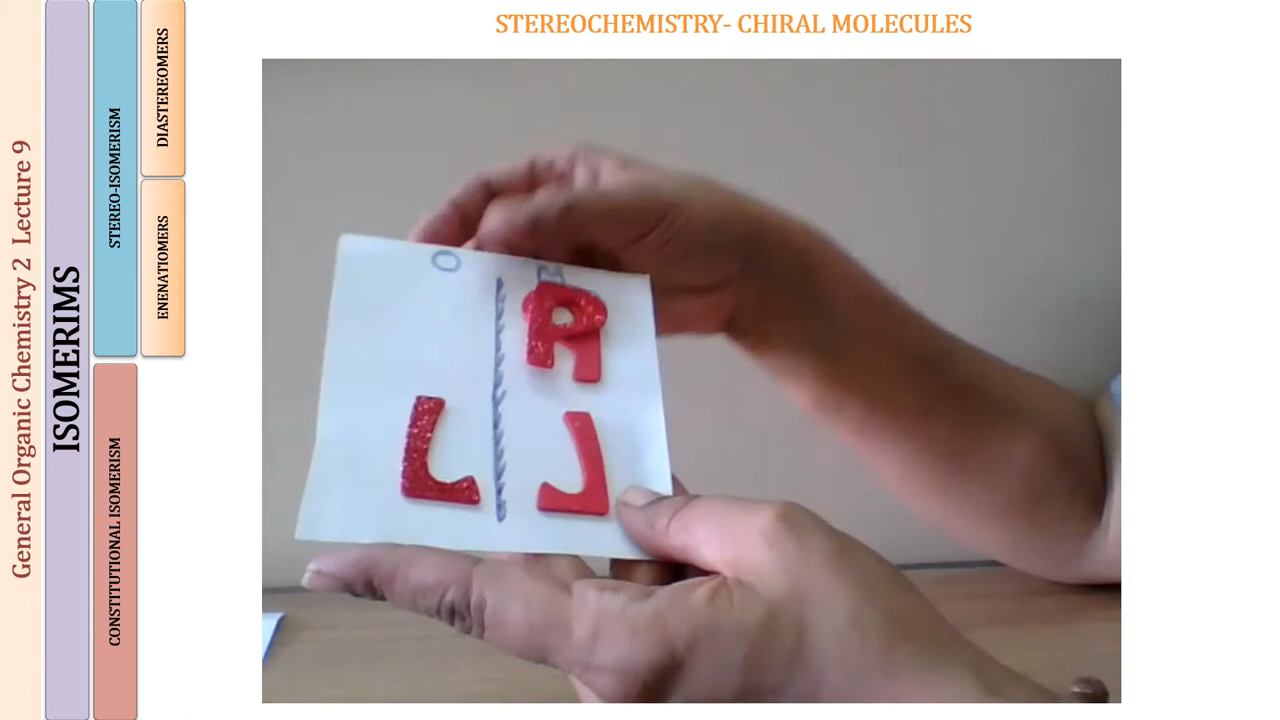 STEREOCHEMISTRY- CHIRAL MOLECULES
General Organic Chemistry 2 Lecture 9
ISOMERIMS
STEREO-ISOMERISM
CONSTITUTIONAL ISOMERISM
DIASTEREOMERS
ENENATIOMERS
O
R
L